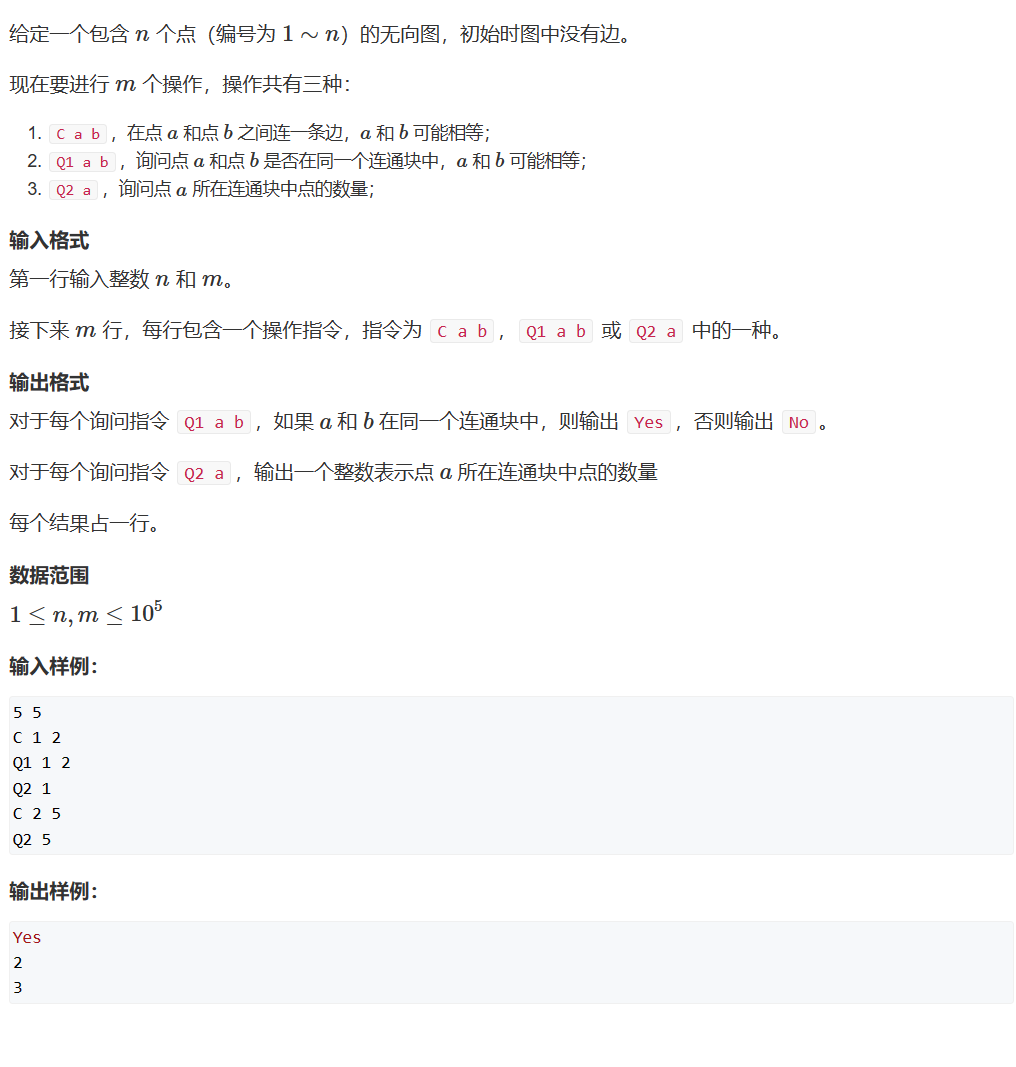 给定一个包含 n 个点（编号为 1 ∼ n）的无向图，初始时图中没有边。
现在要进行 m 个操作，操作共有三种：
1. C a b ，在点 a 和点 b 之间连一条边，a 和 b 可能相等；
2. Q1 a b ，询问点 a 和点 b 是否在同一个连通块中，a 和 b 可能相等；
3. Q2 a ，询问点 a 所在连通块中点的数量；
输入格式
第一行输入整数 n 和 m。
接下来 m 行，每行包含一个操作指令，指令为 C a b ， Q1 a b 或 Q2 a 中的一种。
输出格式
对于每个询问指令 Q1 a b ，如果 a 和 b 在同一个连通块中，则输出 Yes ，否则输出 No 。
对于每个询问指令 Q2 a ，输出一个整数表示点 a 所在连通块中点的数量
每个结果占一行。
数据范围
1 ≤ n, m ≤ 10⁵
输入样例：
5 5
C 1 2
Q1 1 2
Q2 1
C 2 5
Q2 5
输出样例：
Yes
2
3